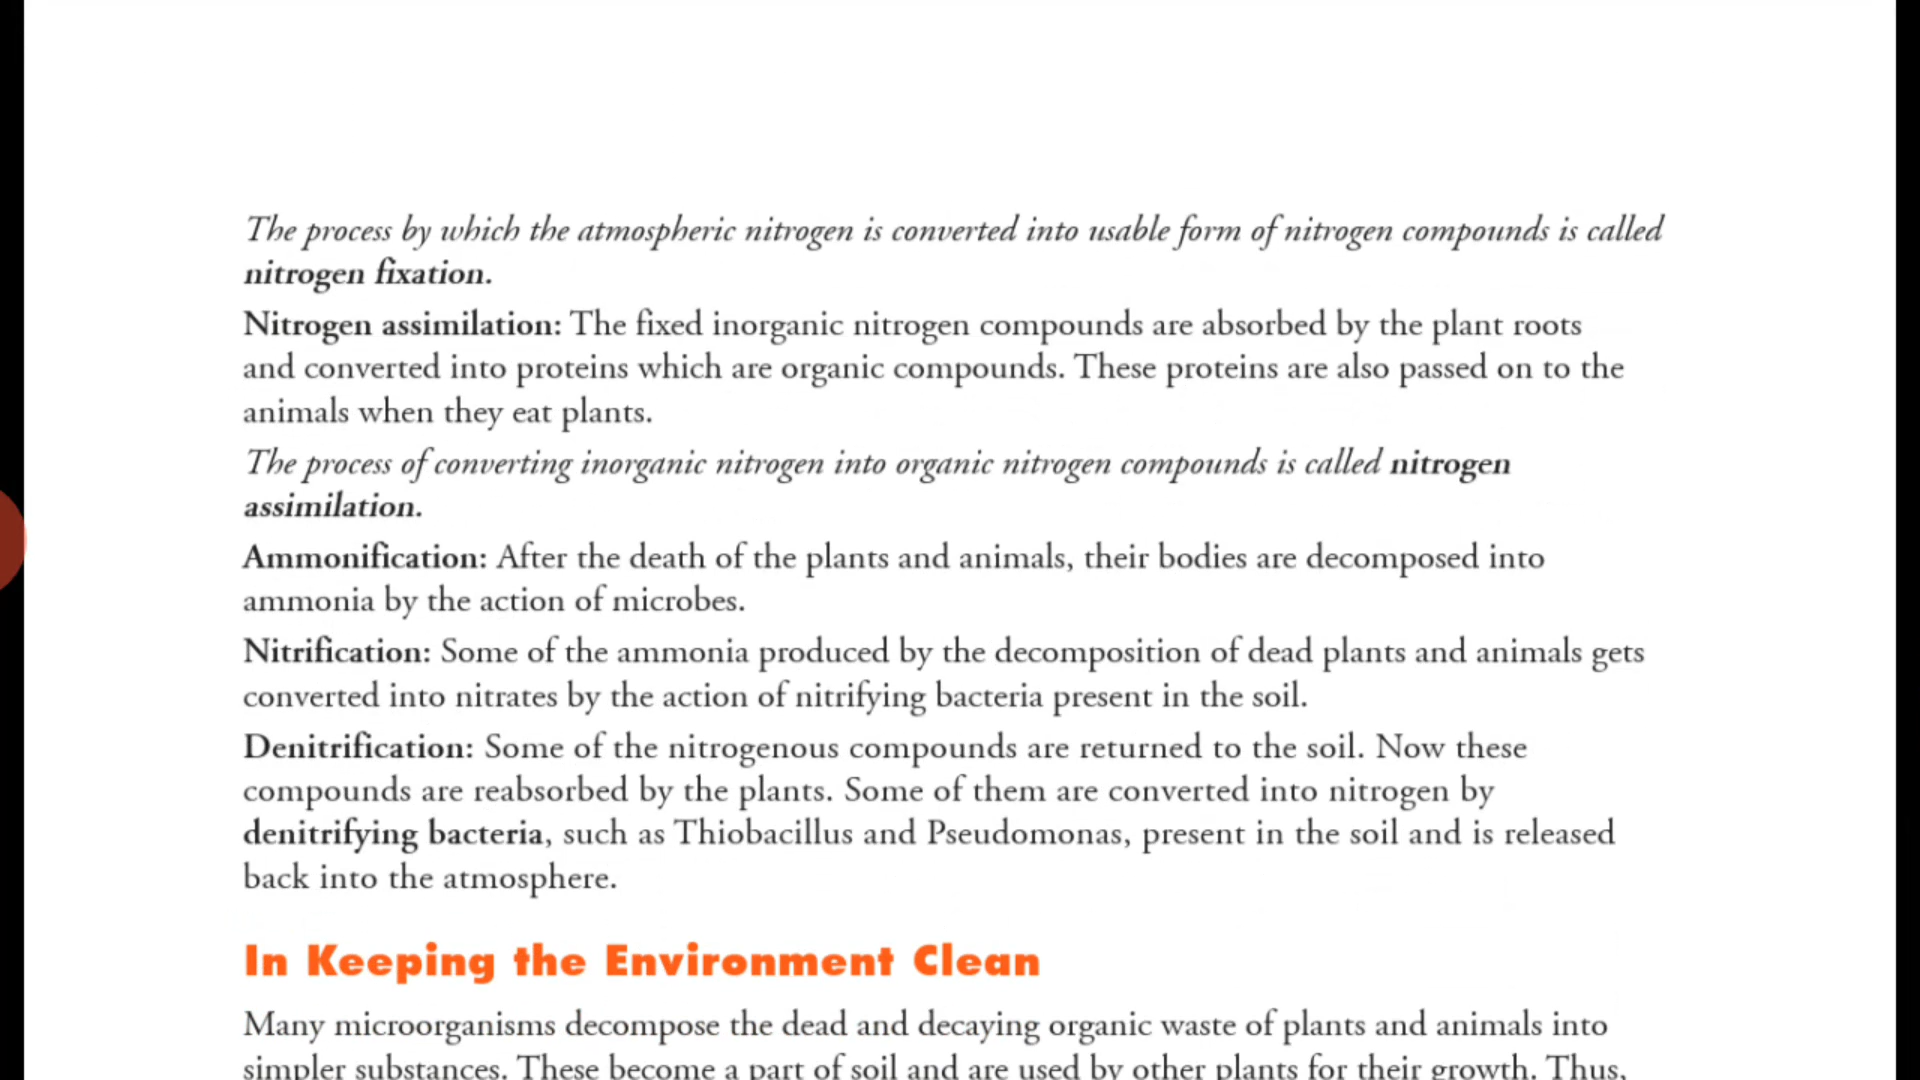 The process by which the atmospheric nitrogen is converted into usable form of nitrogen compounds is called
nitrogen fixation.
Nitrogen assimilation: The fixed inorganic nitrogen compounds are absorbed by the plant roots
and converted into proteins which are organic compounds. These proteins are also passed on to the
animals when they eat plants.
The process of converting inorganic nitrogen into organic nitrogen compounds is called nitrogen
assimilation.
Ammonification: After the death of the plants and animals, their bodies are decomposed into
ammonia by the action of microbes.
Nitrification: Some of the ammonia produced by the decomposition of dead plants and animals gets
converted into nitrates by the action of nitrifying bacteria present in the soil.
Denitrification: Some of the nitrogenous compounds are returned to the soil. Now these
compounds are reabsorbed by the plants. Some of them are converted into nitrogen by
denitrifying bacteria, such as Thiobacillus and Pseudomonas, present in the soil and is released
back into the atmosphere.
In Keeping the Environment Clean
Many microorganisms decompose the dead and decaying organic waste of plants and animals into
simpler substances. These become a part of soil and are used by other plants for their growth. Thus,